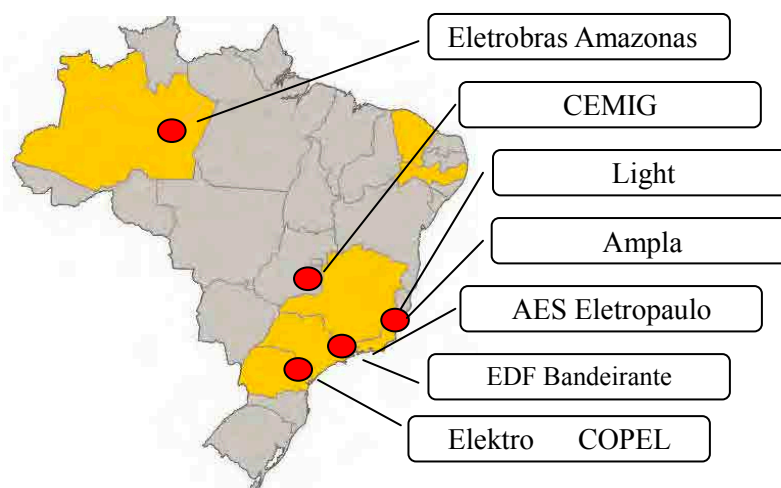 Eletrobras Amazonas
CEMIG
Light
Ampla
AES Eletropaulo
EDF Bandeirante
Elektro COPEL